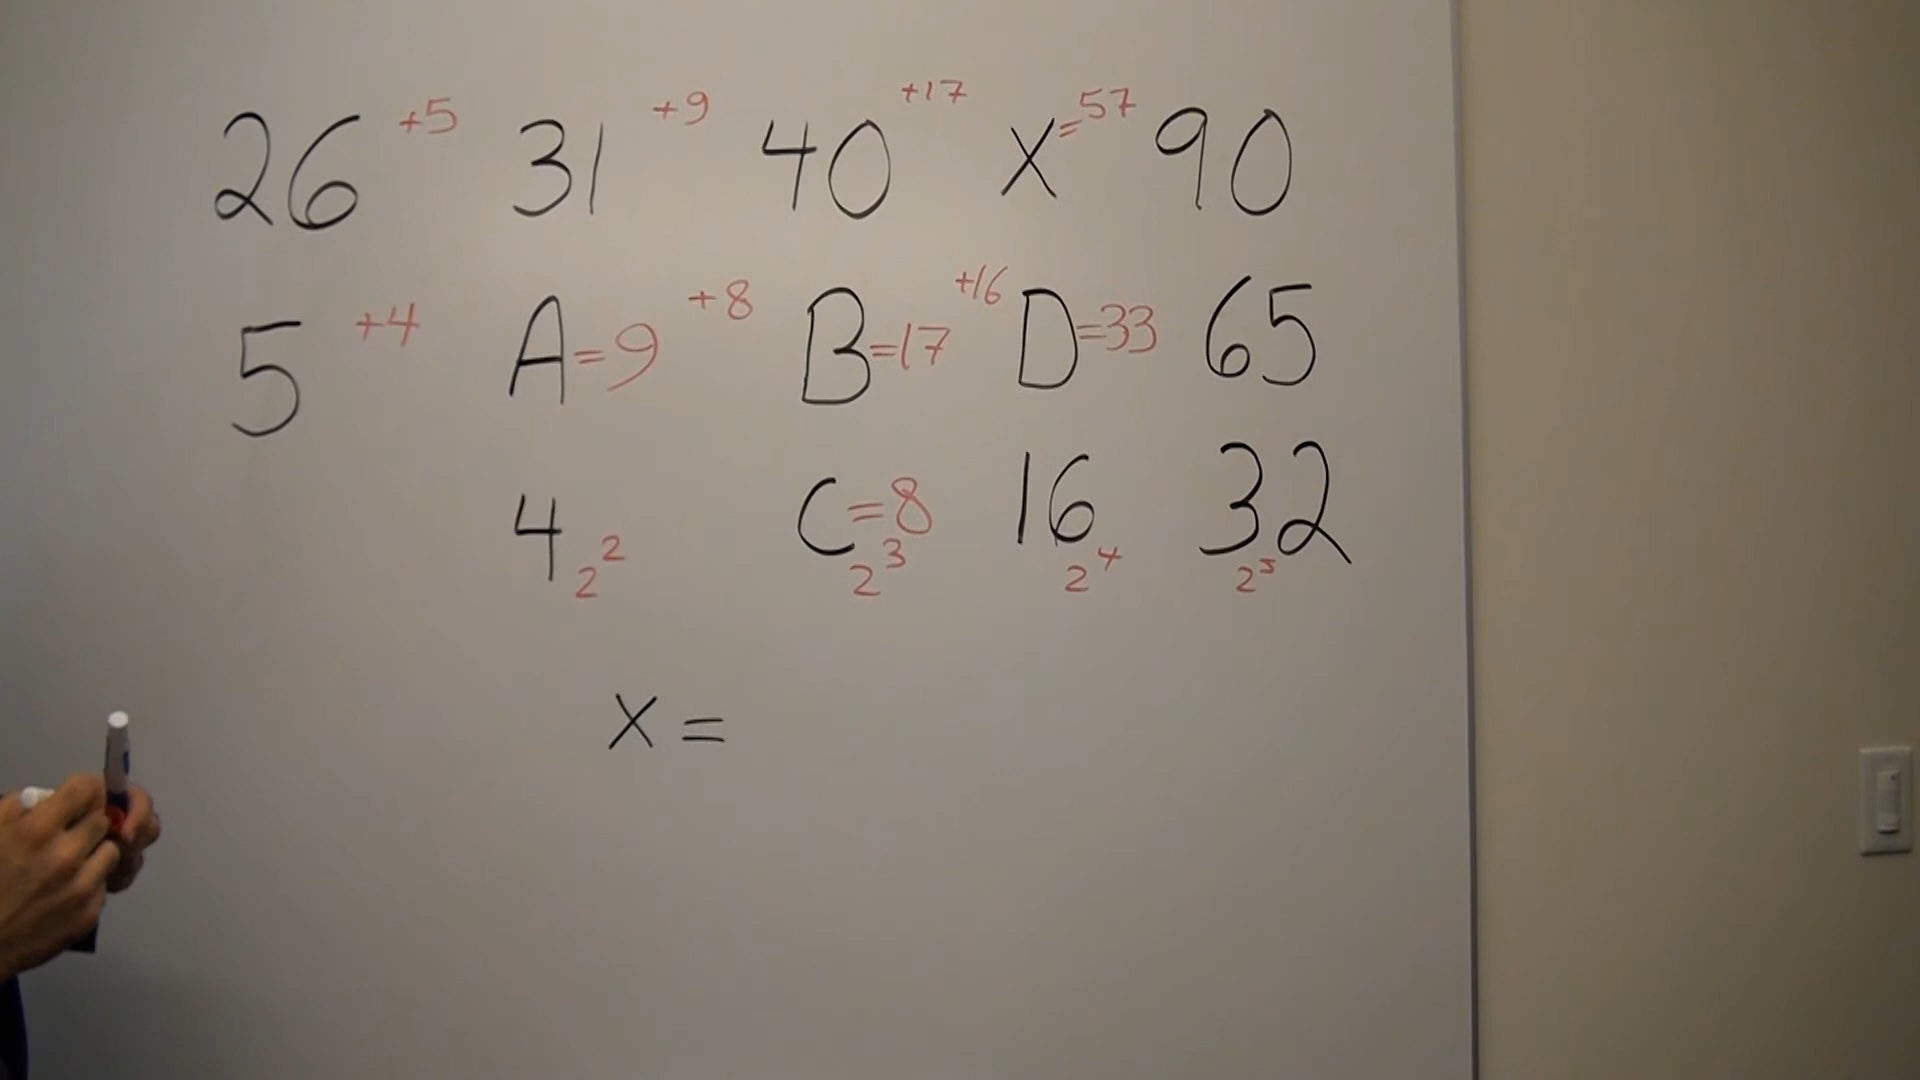 26 +5 31 +9 40 +17 X=57 90
5 +4 A=9 +8 B=17 +16 D=33 65
4 2² C=8 2³ 16 2⁴ 32 2⁵
X=